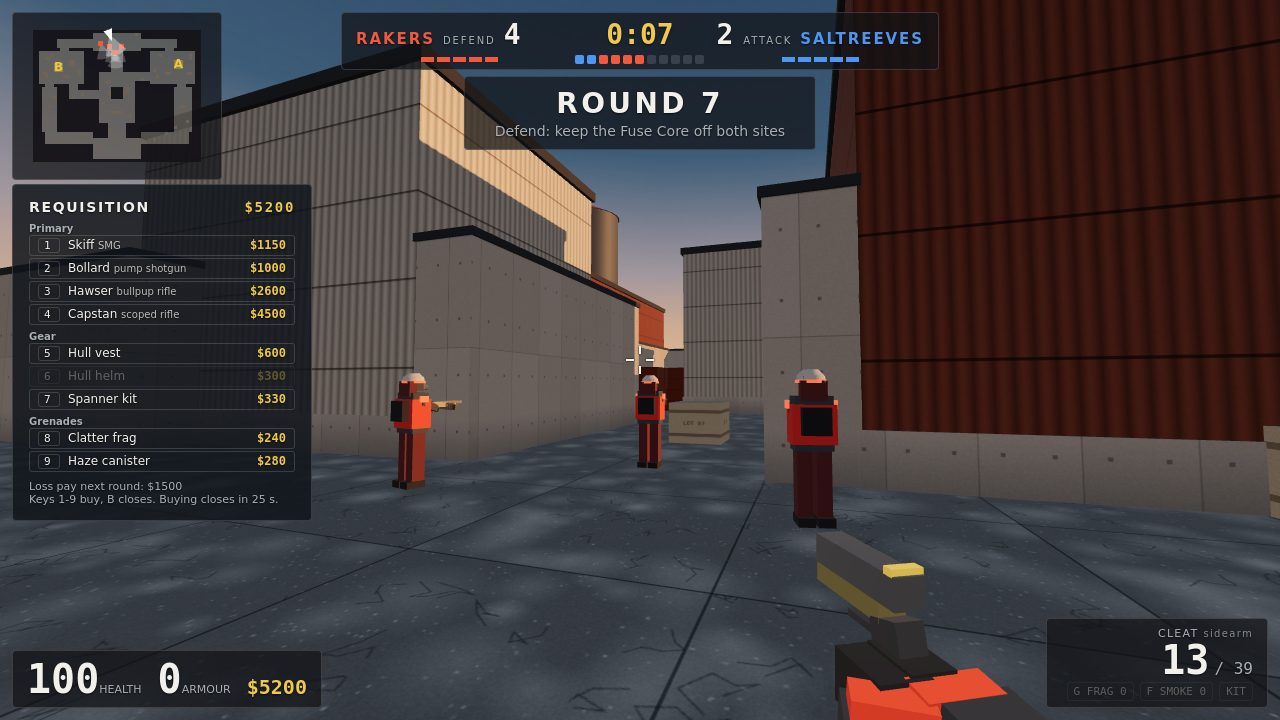 RAKERS DEFEND 4 0:07 2 ATTACK SALTREEVES
ROUND 7
Defend: keep the Fuse Core off both sites
B A
REQUISITION $5200
Primary
1 Skiff SMG $1150
2 Bollard pump shotgun $1000
3 Hawser bullpup rifle $2600
4 Capstan scoped rifle $4500
Gear
5 Hull vest $600
6 Hull helm $300
7 Spanner kit $330
Grenades
8 Clatter frag $240
9 Haze canister $280
Loss pay next round: $1500
Keys 1-9 buy, B closes. Buying closes in 25 s.
100 HEALTH 0 ARMOUR $5200
CLEAT sidearm
13 / 39
G FRAG 0 F SMOKE 0 KIT